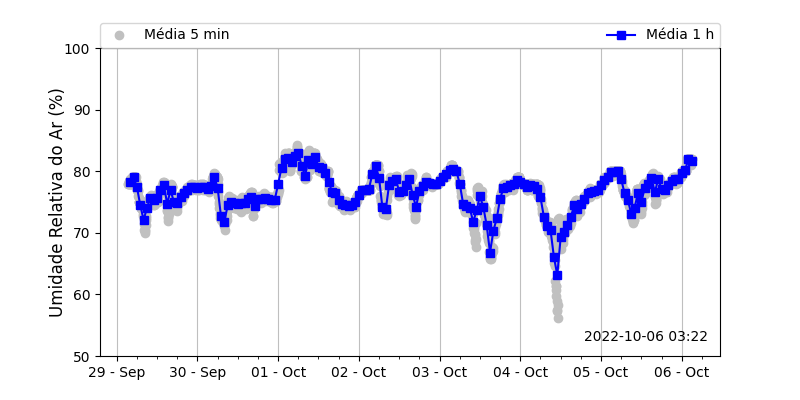 Média 5 min Média 1 h
Umidade Relativa do Ar (%)
100
90
80
70
60
50
2022-10-06 03:22
29 - Sep 30 - Sep 01 - Oct 02 - Oct 03 - Oct 04 - Oct 05 - Oct 06 - Oct